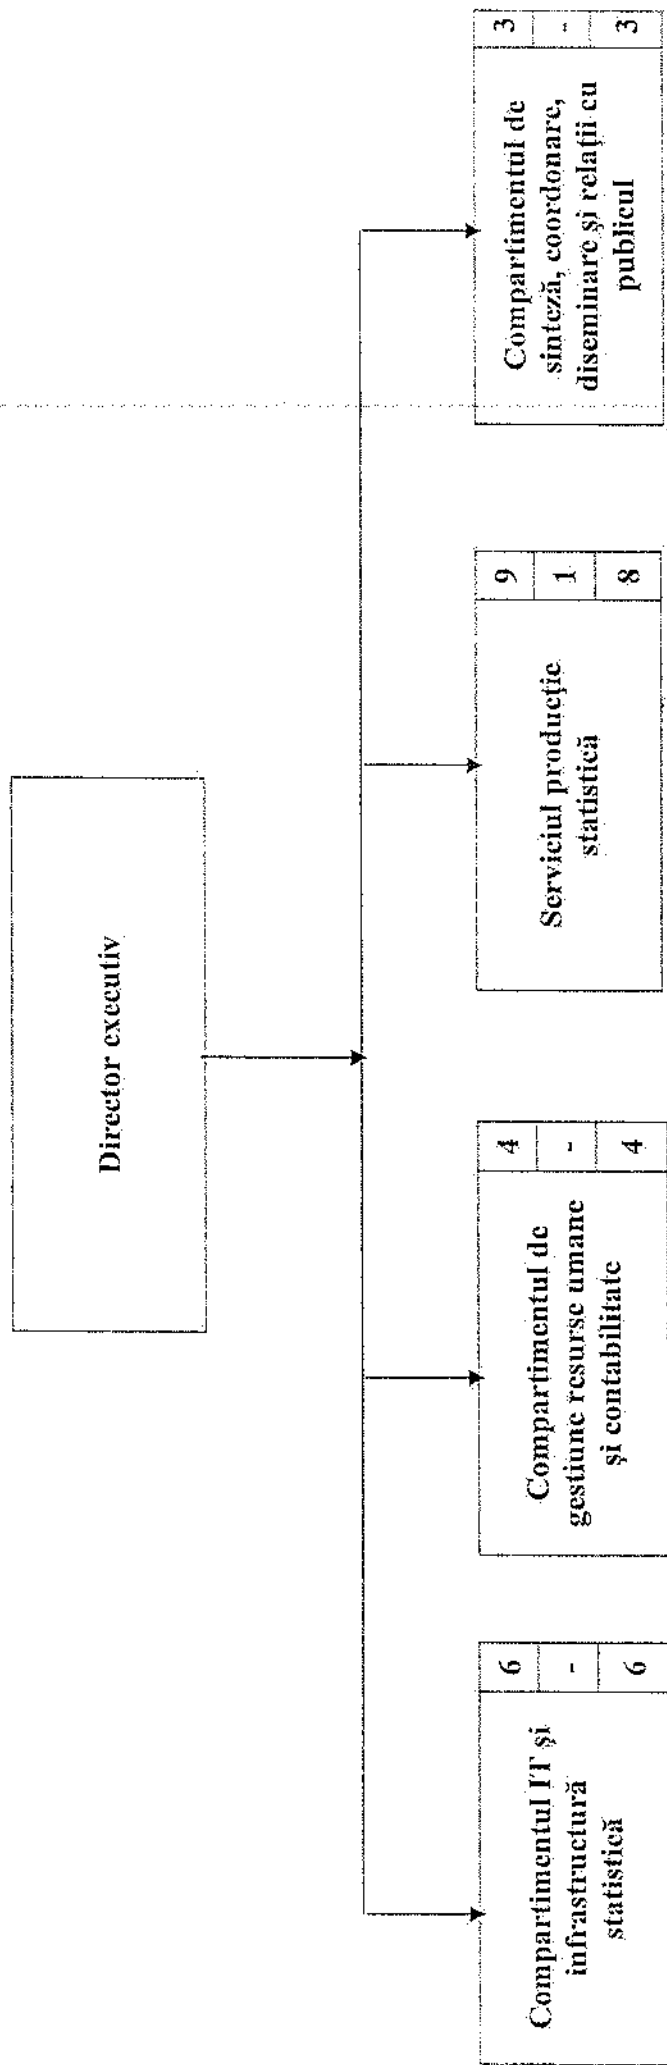 Director executiv
Compartimentul IT și
infrastructură
statistică
6
-
6
Compartimentul de
gestiune resurse umane
și contabilitate
4
-
4
Serviciul producție
statistică
9
1
8
Compartimentul de
sinteză, coordonare,
diseminare și relații cu
publicul
3
-
3